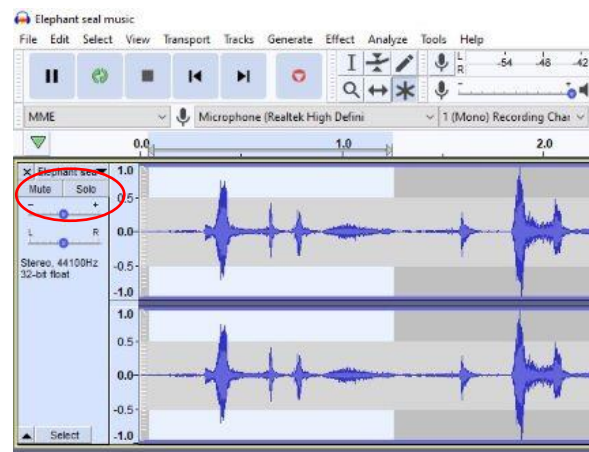 Elephant seal music
File Edit Select View Transport Tracks Generate Effect Analyze Tools Help
L R -54 -48 -42
MME Microphone (Realtek High Defini 1 (Mono) Recording Char
0.0 1.0 2.0
× Elephant sea 1.0
Mute Solo
- + 0.5
L R 0.0
Stereo, 44100Hz -0.5
32-bit float
-1.0
1.0
0.5
0.0
-0.5
Select -1.0